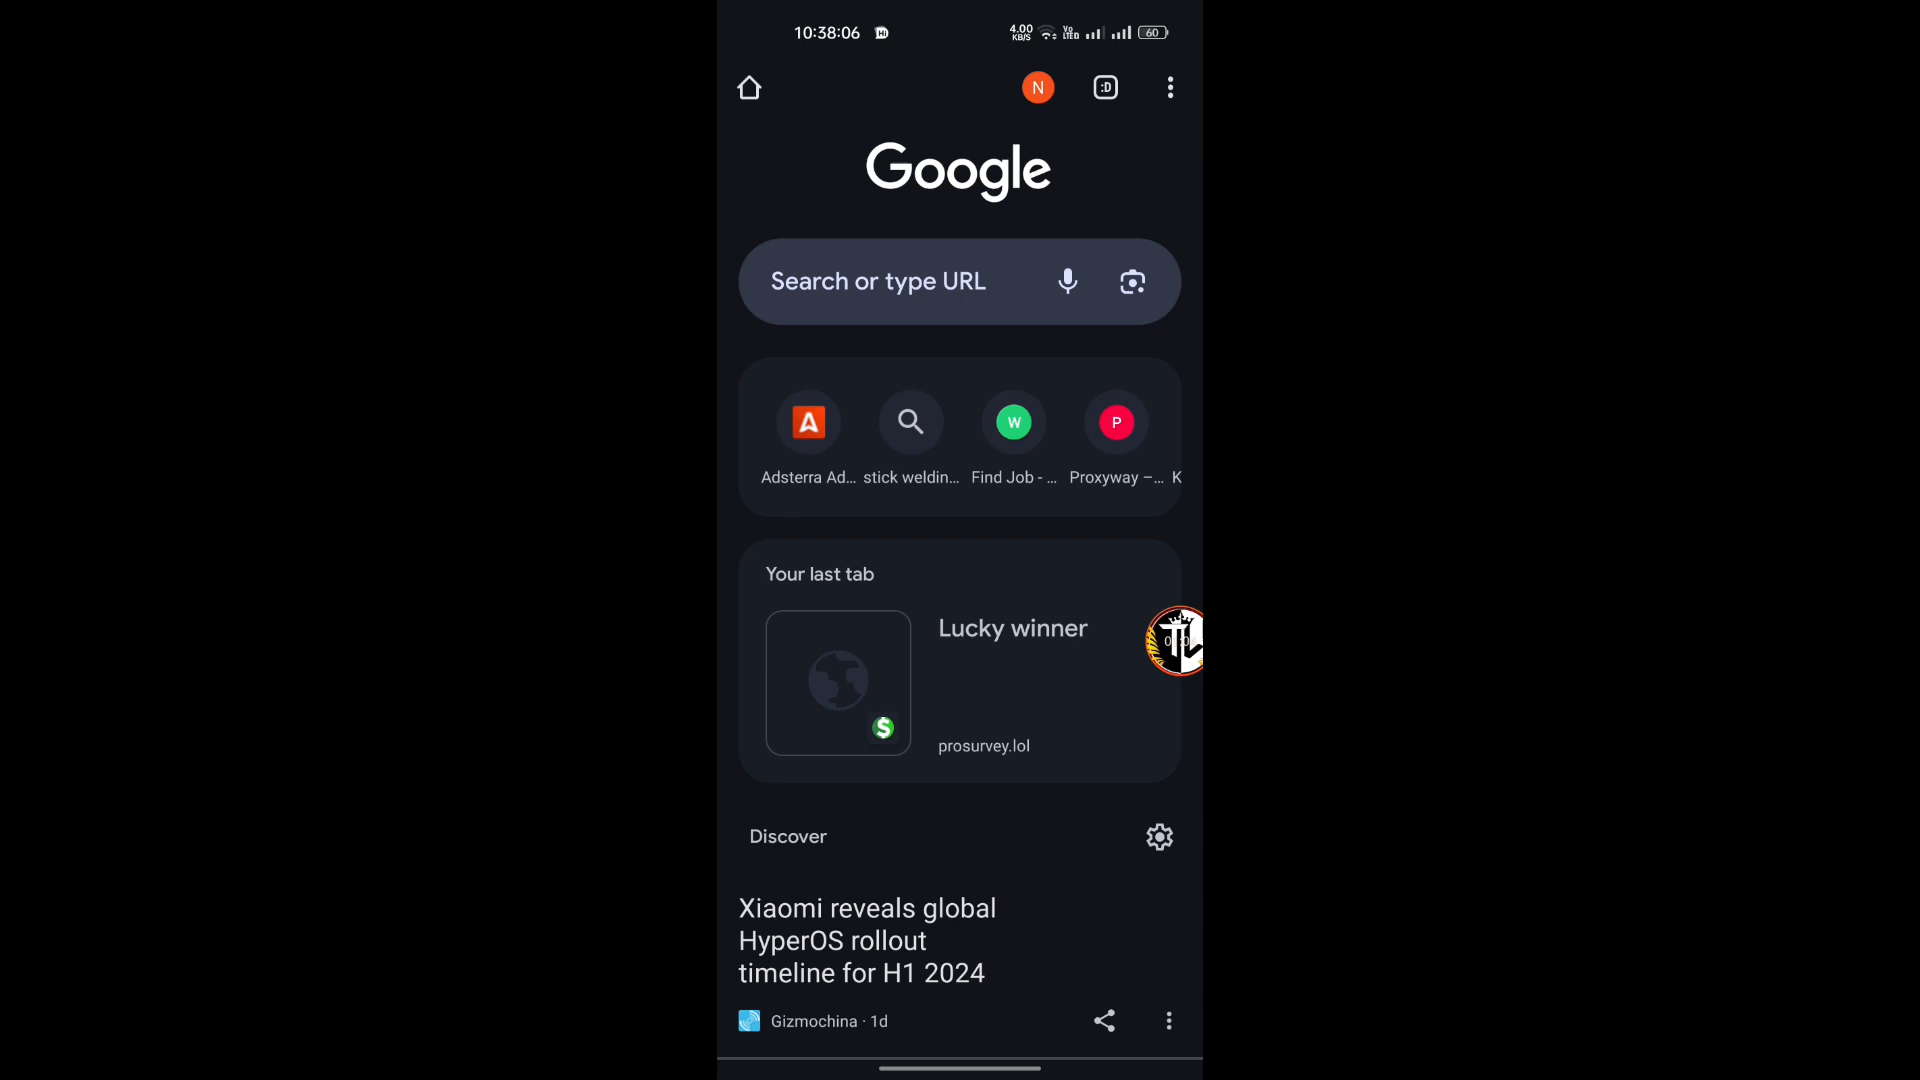 10:38:06
4.00
KB/S
Vo
LTE
60
N
:D
Google
Search or type URL
A
W
P
Adsterra Ad... stick weldin... Find Job - ... Proxyway –... K
Your last tab
Lucky winner
$
prosurvey.lol
Discover
Xiaomi reveals global
HyperOS rollout
timeline for H1 2024
Gizmochina · 1d